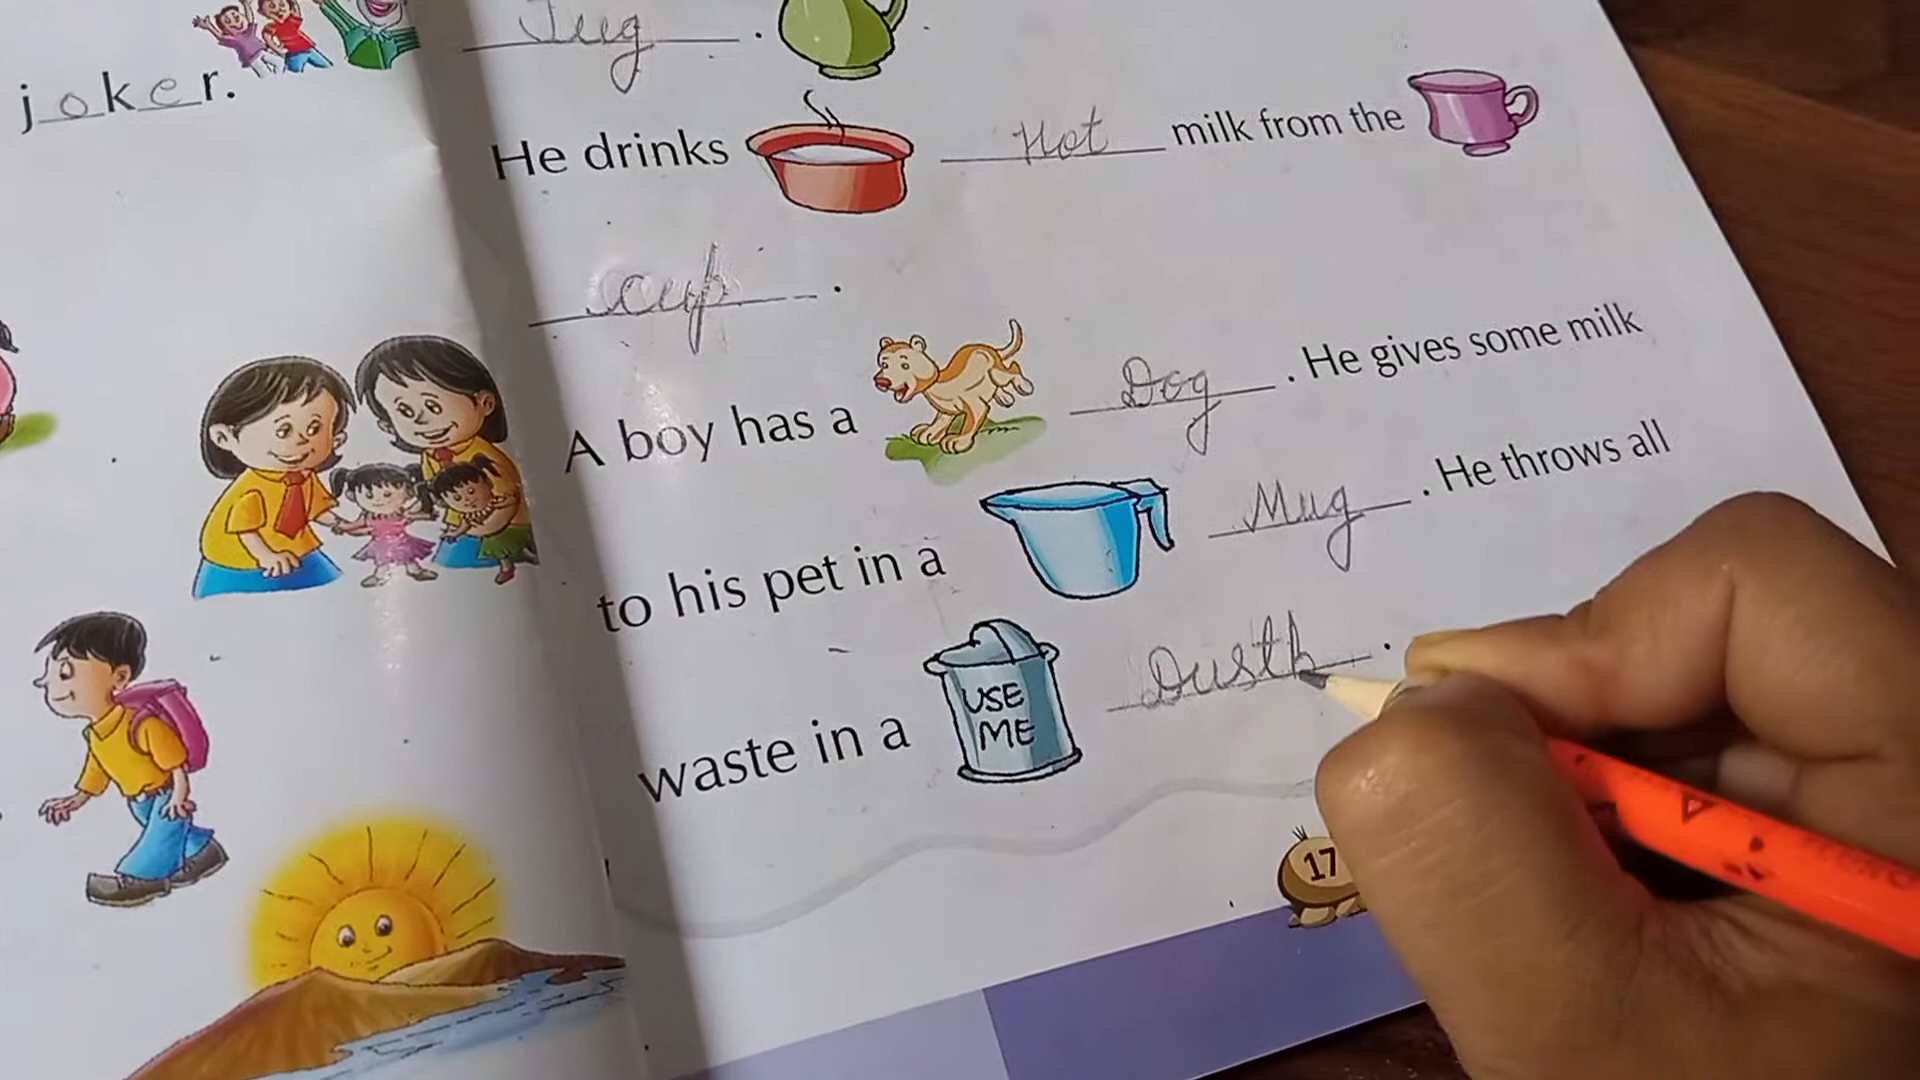 j o k e r.
Jug .
He drinks Hot milk from the
cup .
A boy has a Dog . He gives some milk
to his pet in a Mug . He throws all
waste in a USE ME Dustb .
17